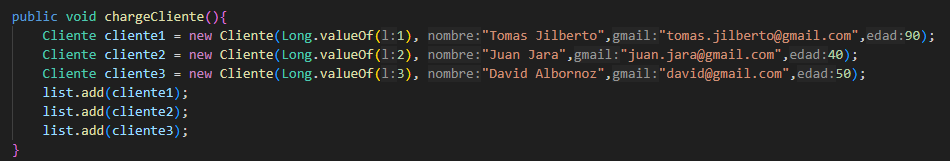 public void chargeCliente(){
Cliente cliente1 = new Cliente(Long.valueOf(l:1), nombre:"Tomas Jilberto",gmail:"tomas.jilberto@gmail.com",edad:90);
Cliente cliente2 = new Cliente(Long.valueOf(l:2), nombre:"Juan Jara",gmail:"juan.jara@gmail.com",edad:40);
Cliente cliente3 = new Cliente(Long.valueOf(l:3), nombre:"David Albornoz",gmail:"david@gmail.com",edad:50);
list.add(cliente1);
list.add(cliente2);
list.add(cliente3);
}